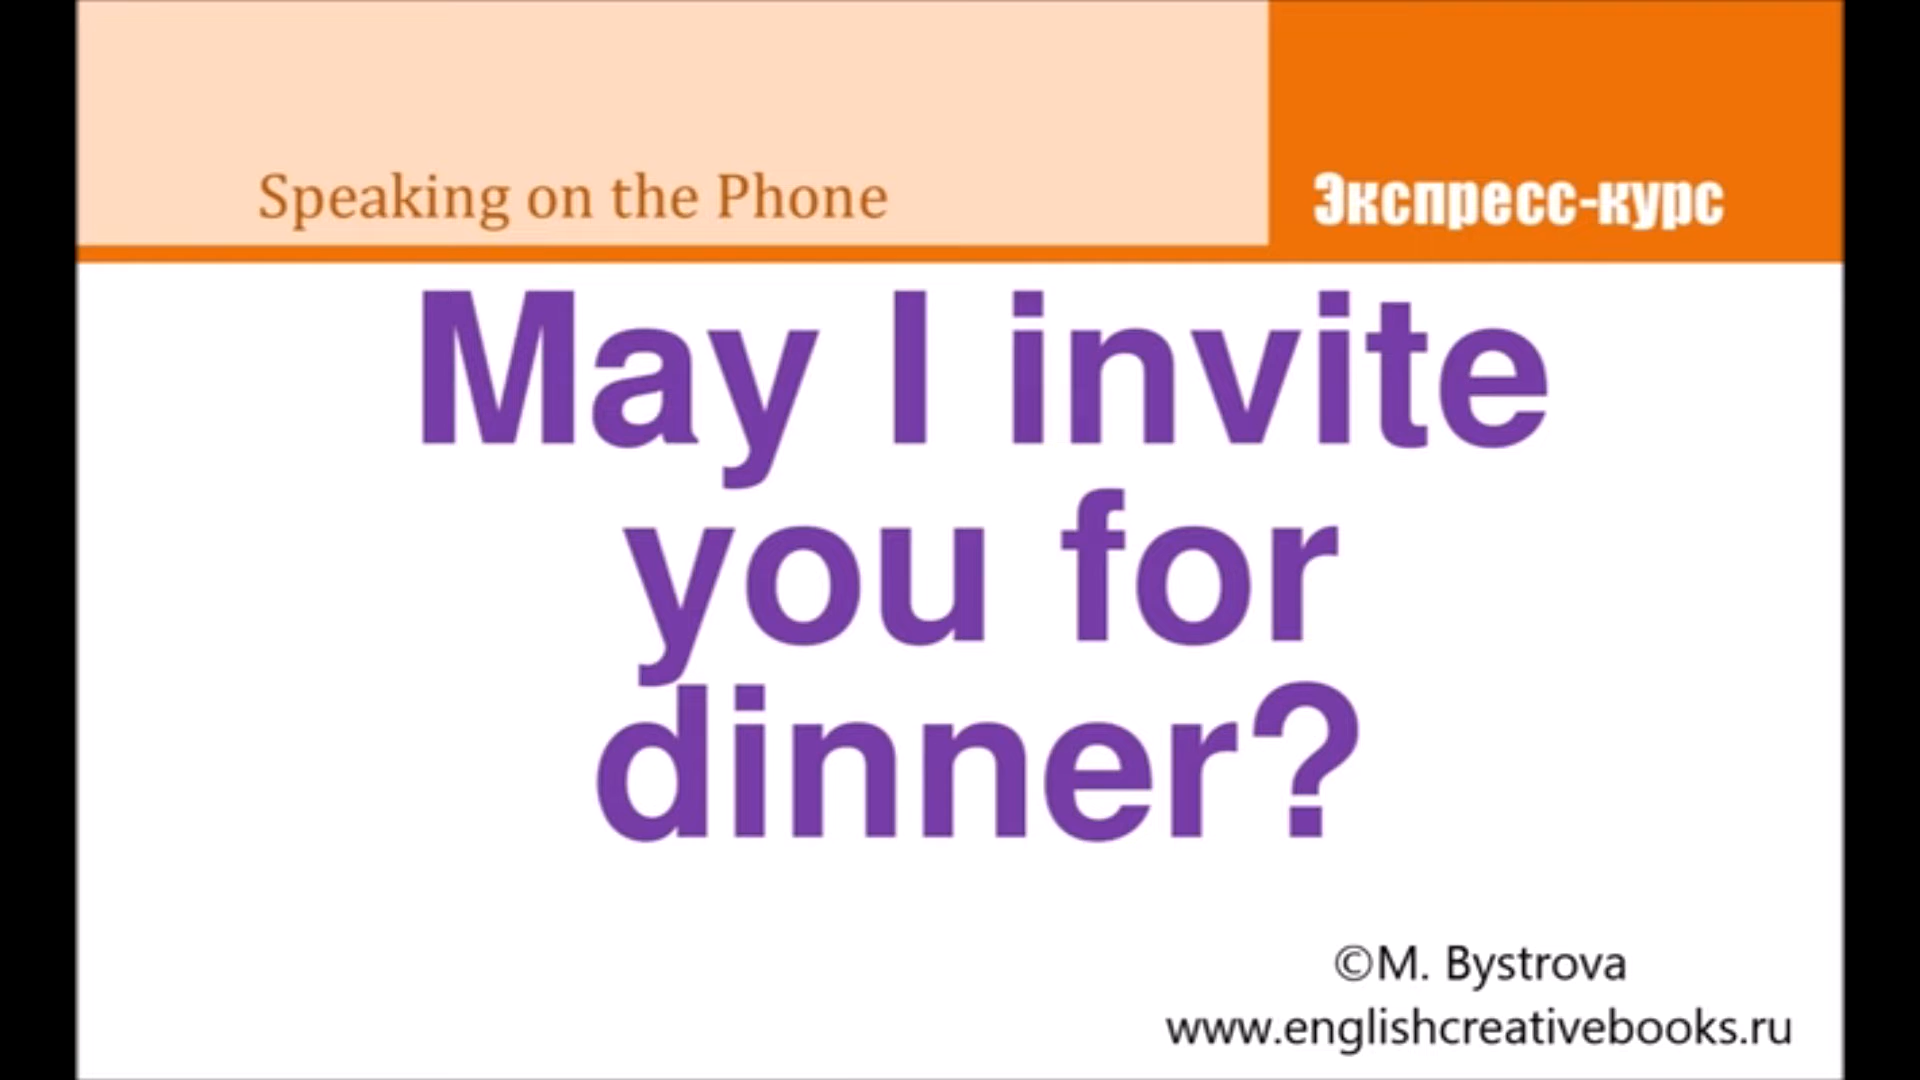 Speaking on the Phone
Экспресс-курс
May I invite
you for
dinner?
©M. Bystrova
www.englishcreativebooks.ru